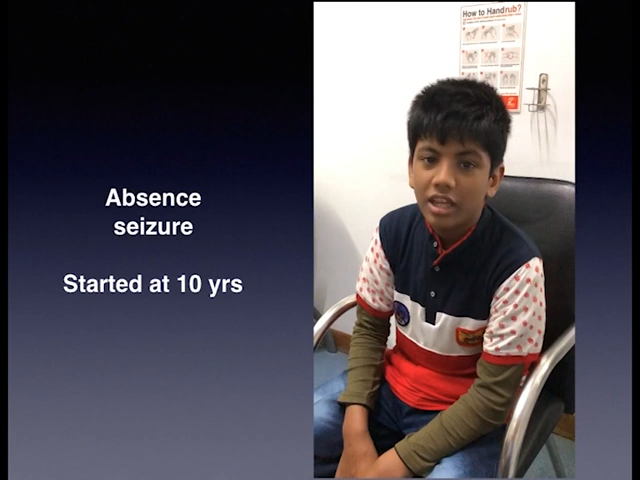 Absence
seizure
Started at 10 yrs
How to Handrub?